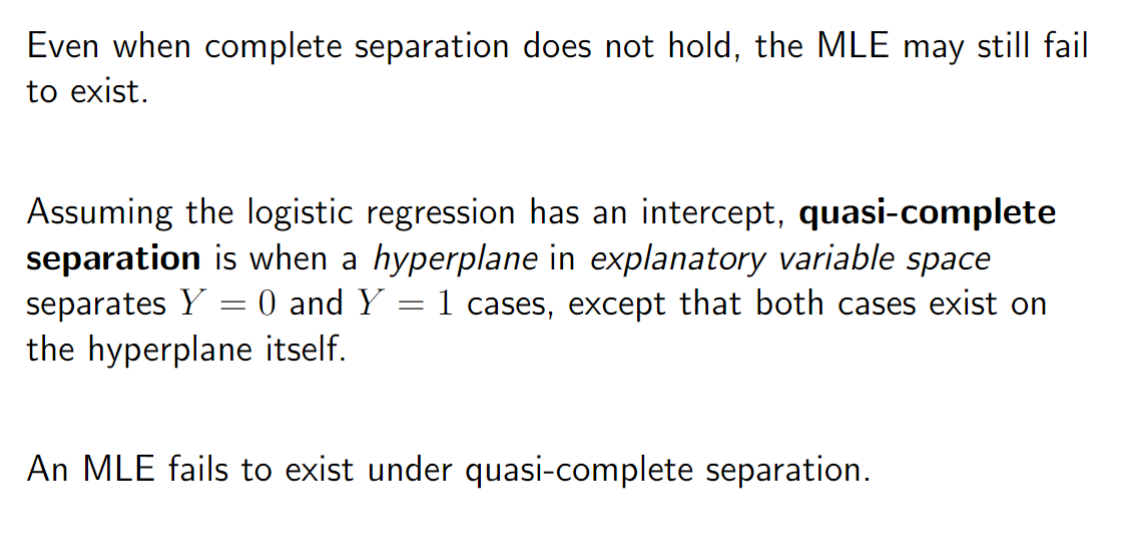 Even when complete separation does not hold, the MLE may still fail
to exist.
Assuming the logistic regression has an intercept, quasi-complete
separation is when a hyperplane in explanatory variable space
separates Y = 0 and Y = 1 cases, except that both cases exist on
the hyperplane itself.
An MLE fails to exist under quasi-complete separation.